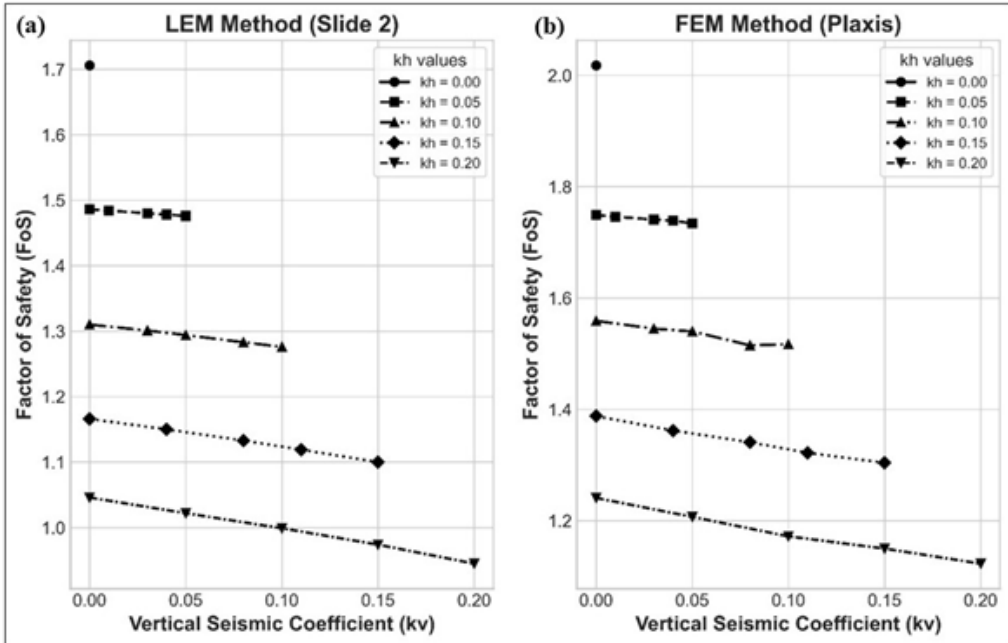 (a)
LEM Method (Slide 2)
Factor of Safety (FoS)
1.7
1.6
1.5
1.4
1.3
1.2
1.1
1.0
kh values
kh = 0.00
kh = 0.05
kh = 0.10
kh = 0.15
kh = 0.20
0.00 0.05 0.10 0.15 0.20
Vertical Seismic Coefficient (kv)
(b)
FEM Method (Plaxis)
Factor of Safety (FoS)
2.0
1.8
1.6
1.4
1.2
kh values
kh = 0.00
kh = 0.05
kh = 0.10
kh = 0.15
kh = 0.20
0.00 0.05 0.10 0.15 0.20
Vertical Seismic Coefficient (kv)